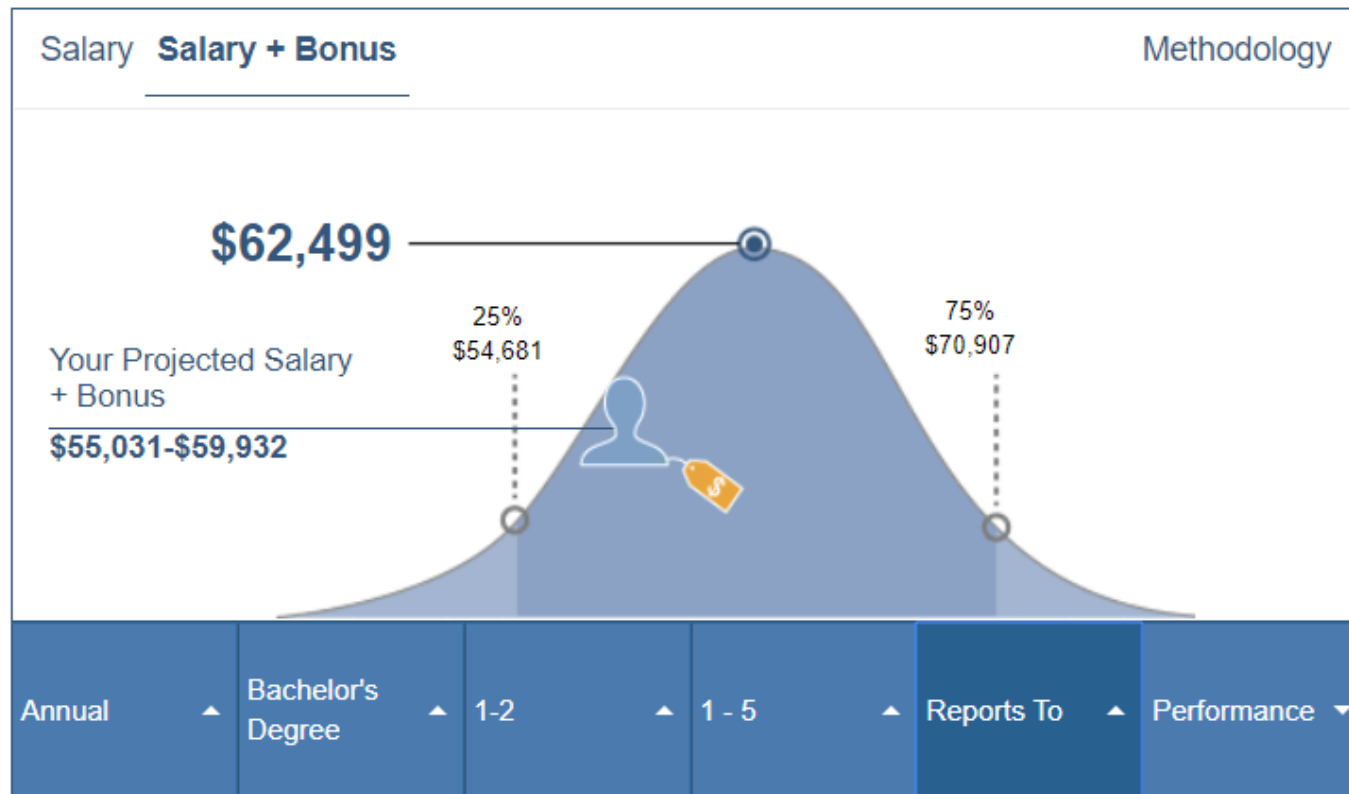 Salary Salary + Bonus Methodology
$62,499
25%
$54,681
75%
$70,907
Your Projected Salary
+ Bonus
$55,031-$59,932
$
Annual
Bachelor's
Degree
1-2
1 - 5
Reports To
Performance